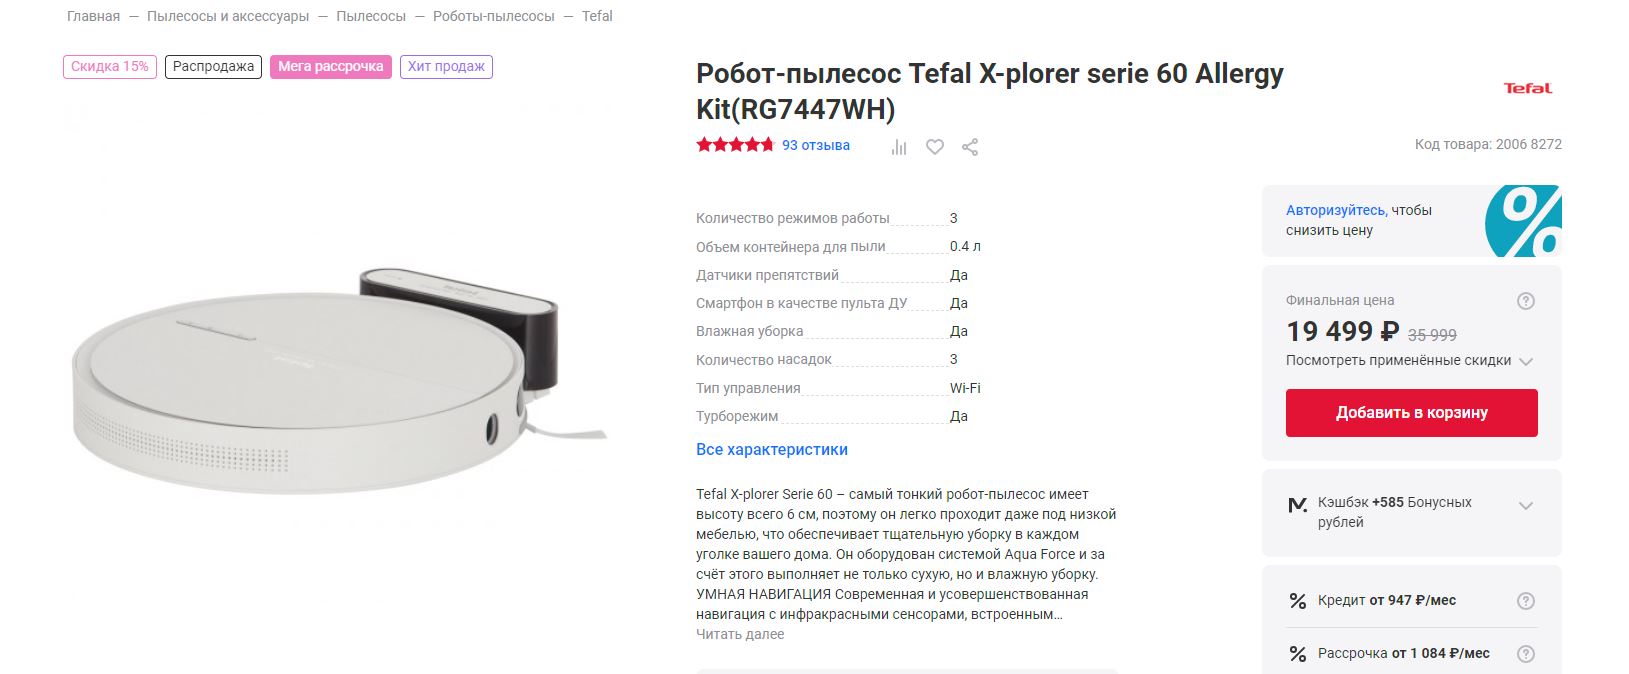 Главная — Пылесосы и аксессуары — Пылесосы — Роботы-пылесосы — Tefal
Скидка 15% Распродажа Мега рассрочка Хит продаж
Робот-пылесос Tefal X-plorer serie 60 Allergy
Kit(RG7447WH)
Tefal
93 отзыва
Код товара: 2006 8272
Количество режимов работы 3
Объем контейнера для пыли 0.4 л
Датчики препятствий Да
Смартфон в качестве пульта ДУ Да
Влажная уборка Да
Количество насадок 3
Тип управления Wi-Fi
Турборежим Да
Все характеристики
Tefal X-plorer Serie 60 – самый тонкий робот-пылесос имеет
высоту всего 6 см, поэтому он легко проходит даже под низкой
мебелью, что обеспечивает тщательную уборку в каждом
уголке вашего дома. Он оборудован системой Aqua Force и за
счёт этого выполняет не только сухую, но и влажную уборку.
УМНАЯ НАВИГАЦИЯ Современная и усовершенствованная
навигация с инфракрасными сенсорами, встроенным…
Читать далее
Авторизуйтесь, чтобы
снизить цену
%
Финальная цена ?
19 499 ₽ 35 999
Посмотреть применённые скидки
Добавить в корзину
М. Кэшбэк +585 Бонусных
рублей
% Кредит от 947 ₽/мес ?
% Рассрочка от 1 084 ₽/мес ?